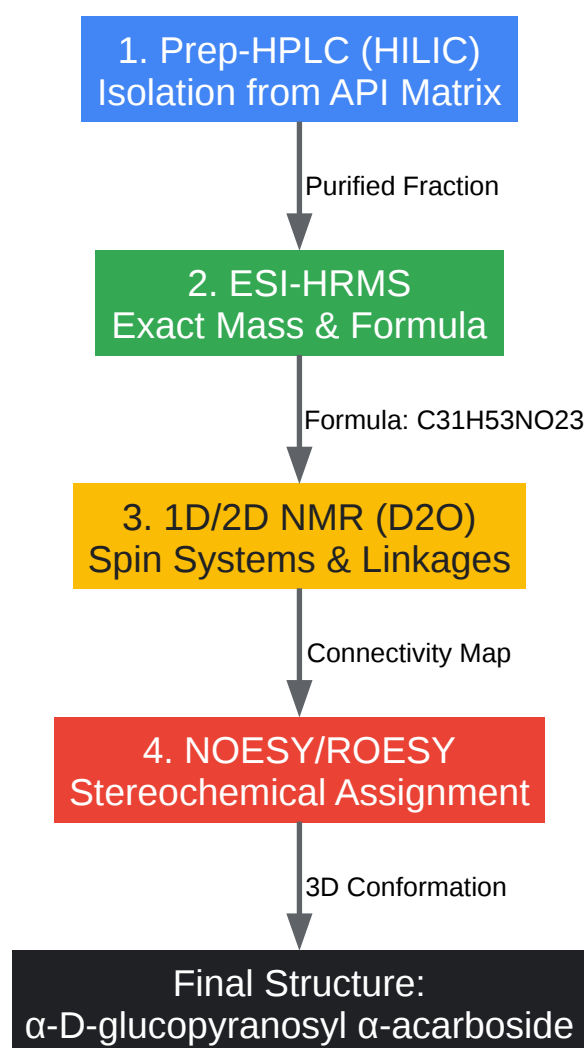 1. Prep-HPLC (HILIC)
Isolation from API Matrix
Purified Fraction
2. ESI-HRMS
Exact Mass & Formula
Formula: C31H53NO23
3. 1D/2D NMR (D2O)
Spin Systems & Linkages
Connectivity Map
4. NOESY/ROESY
Stereochemical Assignment
3D Conformation
Final Structure:
α-D-glucopyranosyl α-acarboside